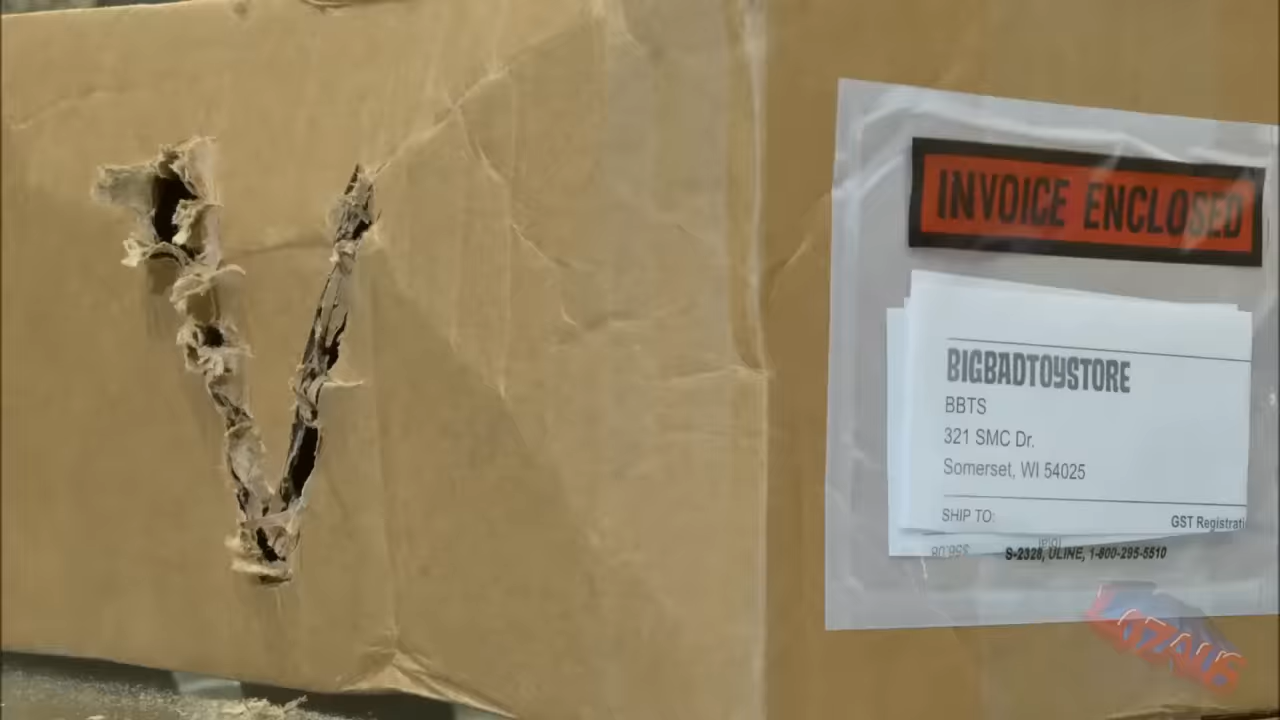 V
INVOICE ENCLOSED
BIGBADTOYSTORE
BBTS
321 SMC Dr.
Somerset, WI 54025
SHIP TO:
GST Registrati
Total
S-2328, ULINE, 1-800-295-5510